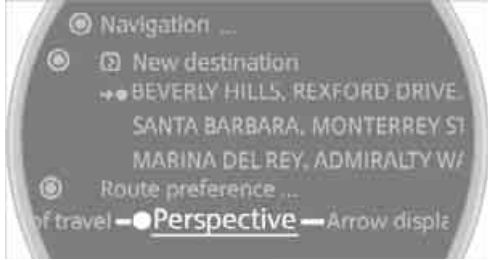 Navigation ...
New destination
BEVERLY HILLS, REXFORD DRIVE,
SANTA BARBARA, MONTERREY ST
MARINA DEL REY, ADMIRALTY W
Route preference ...
of travel Perspective Arrow displa